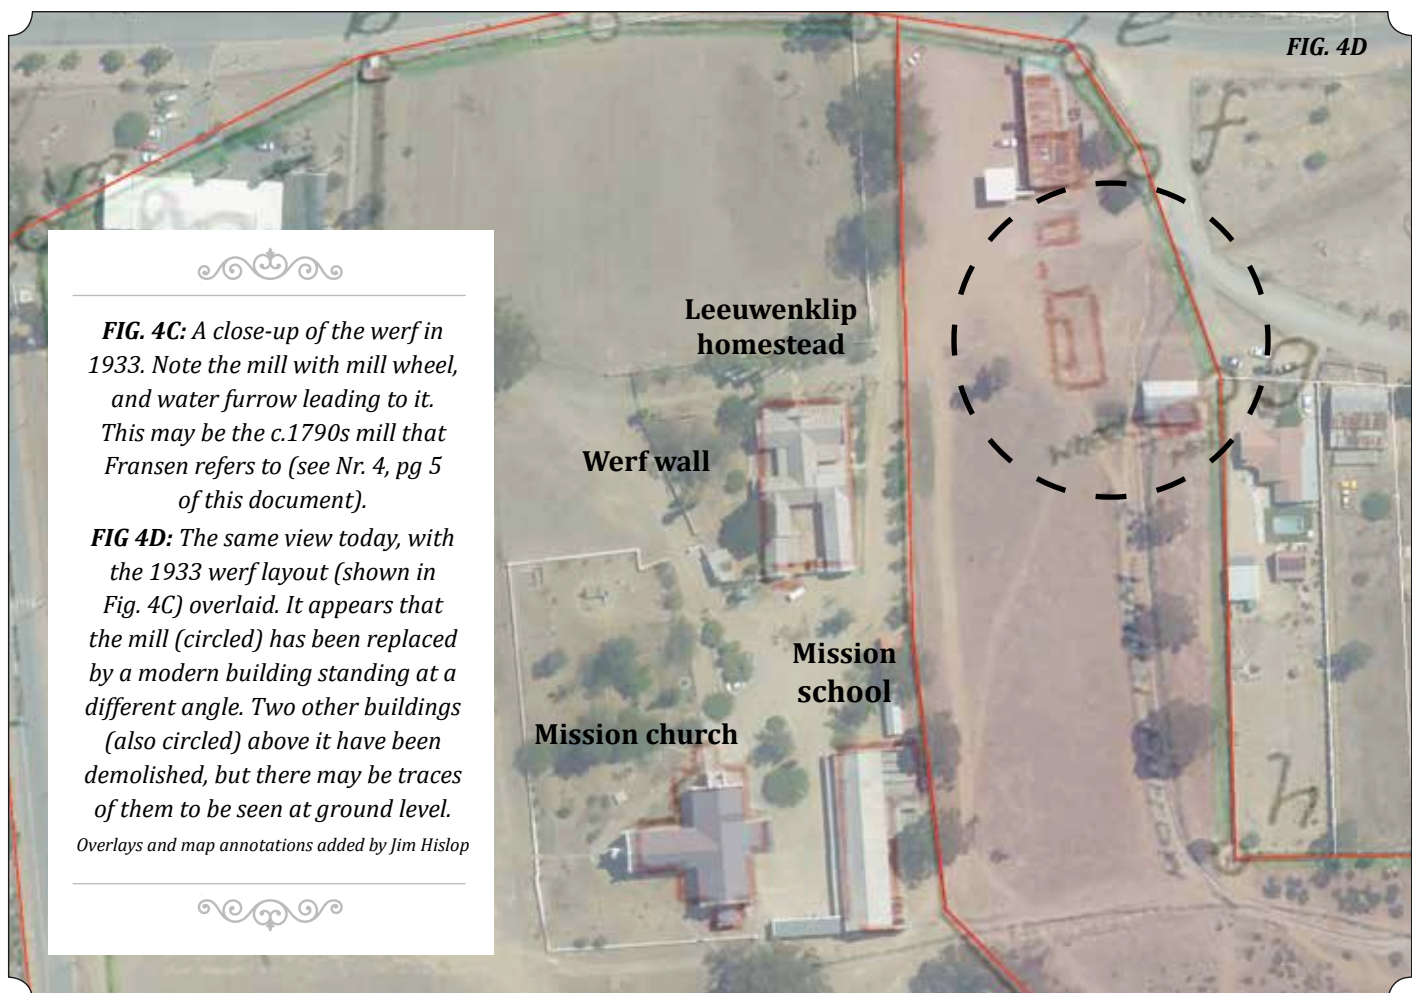 FIG. 4D
e
f
g
h.
Leeuwenklip
homestead
Werf wall
Mission
school
Mission church
FIG. 4C: A close-up of the werf in
1933. Note the mill with mill wheel,
and water furrow leading to it.
This may be the c.1790s mill that
Fransen refers to (see Nr. 4, pg 5
of this document).
FIG 4D: The same view today, with
the 1933 werf layout (shown in
Fig. 4C) overlaid. It appears that
the mill (circled) has been replaced
by a modern building standing at a
different angle. Two other buildings
(also circled) above it have been
demolished, but there may be traces
of them to be seen at ground level.
Overlays and map annotations added by Jim Hislop